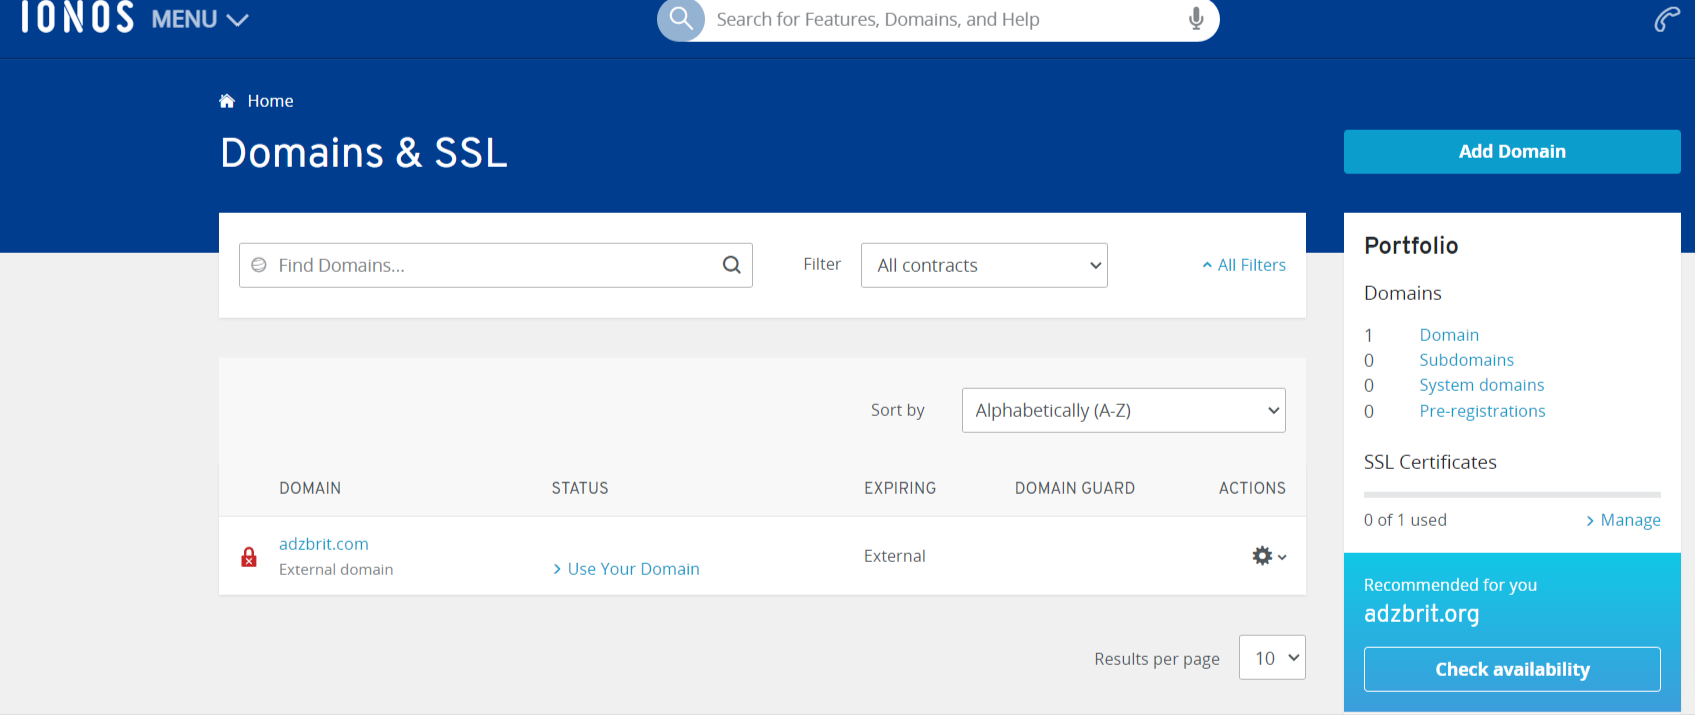 IONOS MENU
Search for Features, Domains, and Help
Home
Domains & SSL
Add Domain
Find Domains...
Filter
All contracts
All Filters
Sort by
Alphabetically (A-Z)
DOMAIN STATUS EXPIRING DOMAIN GUARD ACTIONS
adzbrit.com
External domain
Use Your Domain
External
Results per page
10
Portfolio
Domains
1 Domain
0 Subdomains
0 System domains
0 Pre-registrations
SSL Certificates
0 of 1 used
Manage
Recommended for you
adzbrit.org
Check availability